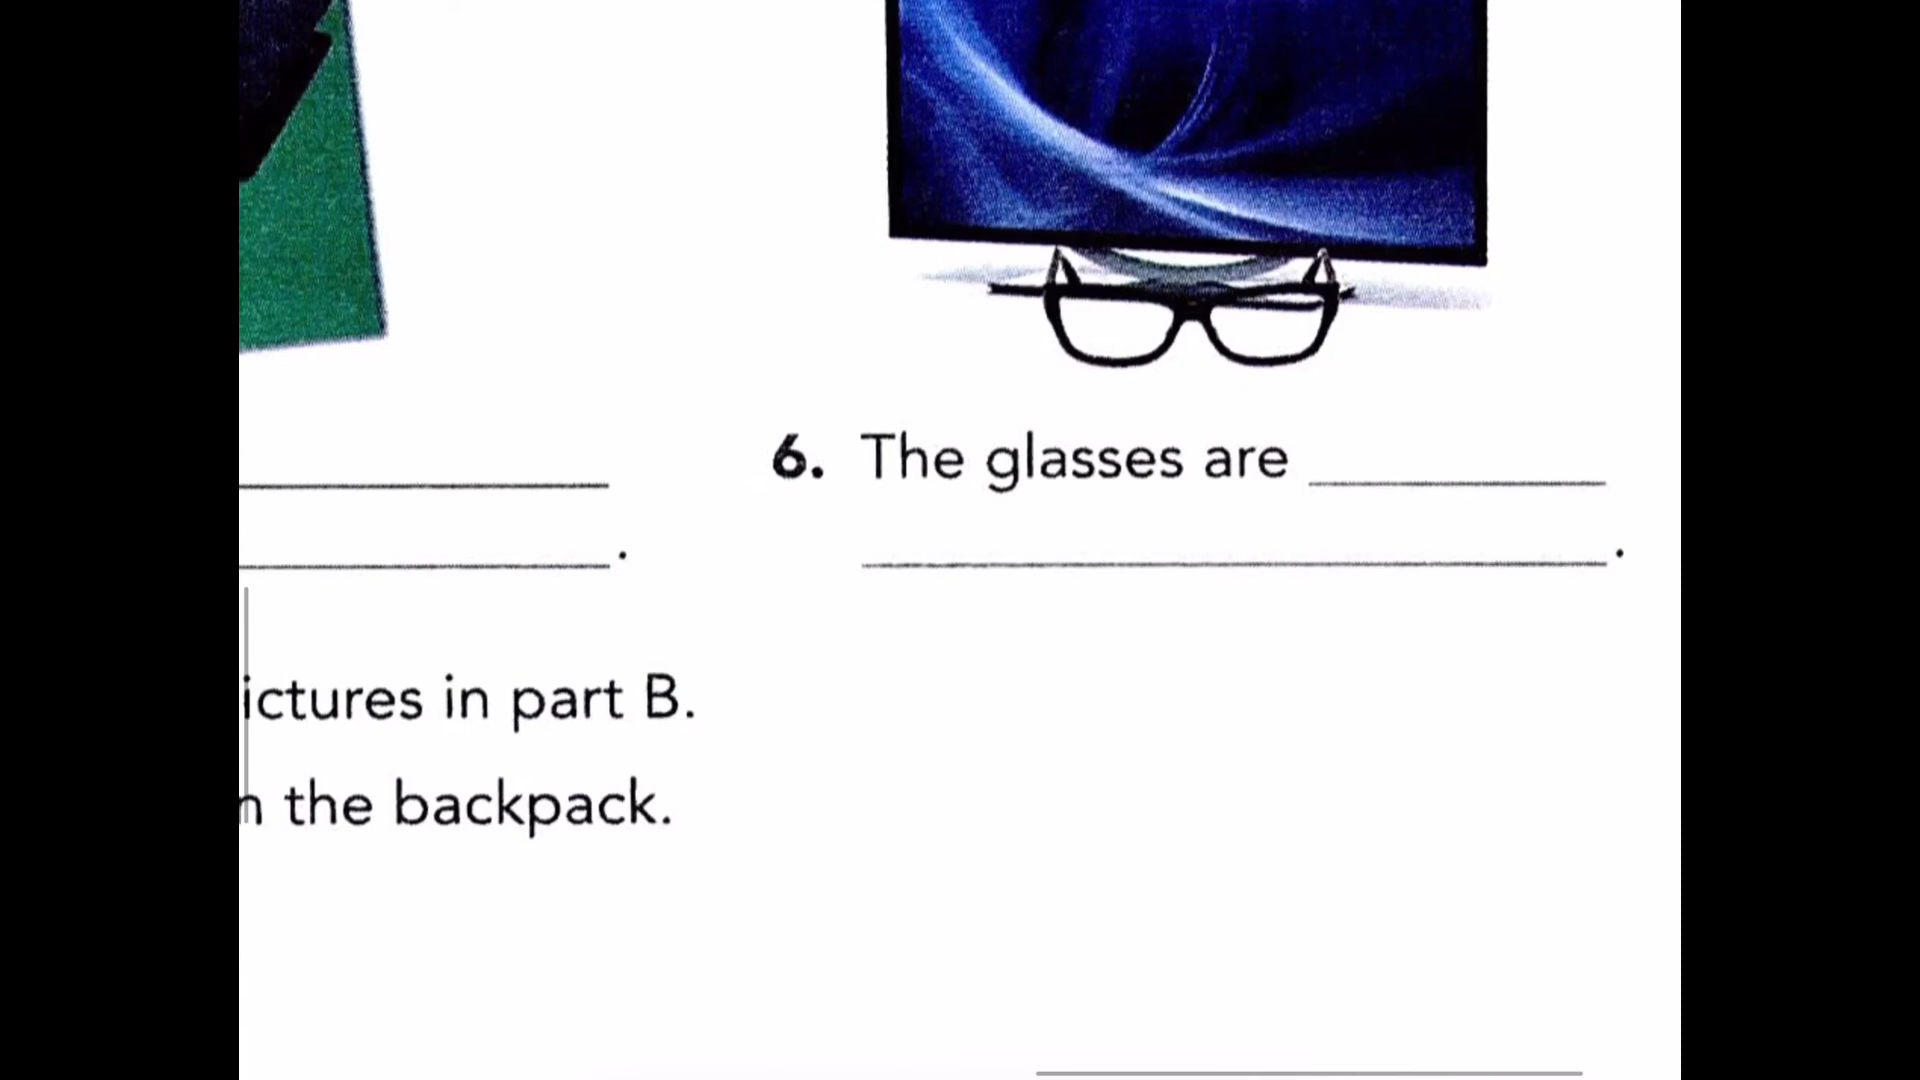 6. The glasses are
.
.
ictures in part B.
the backpack.